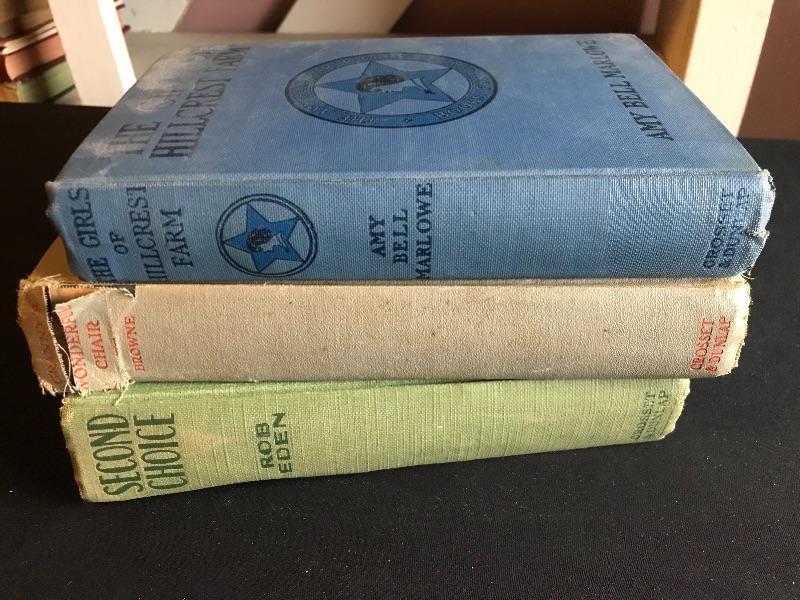 THE
HILLCREST FARM
AMY BELL MARLOWE
THE GIRLS
OF
HILLCREST
FARM
AMY
BELL
MARLOWE
GROSSET
& DUNLAP
CHAIR
BROWNE
GROSSET
& DUNLAP
SECOND
CHOICE
ROB
EDEN
GROSSET
& DUNLAP